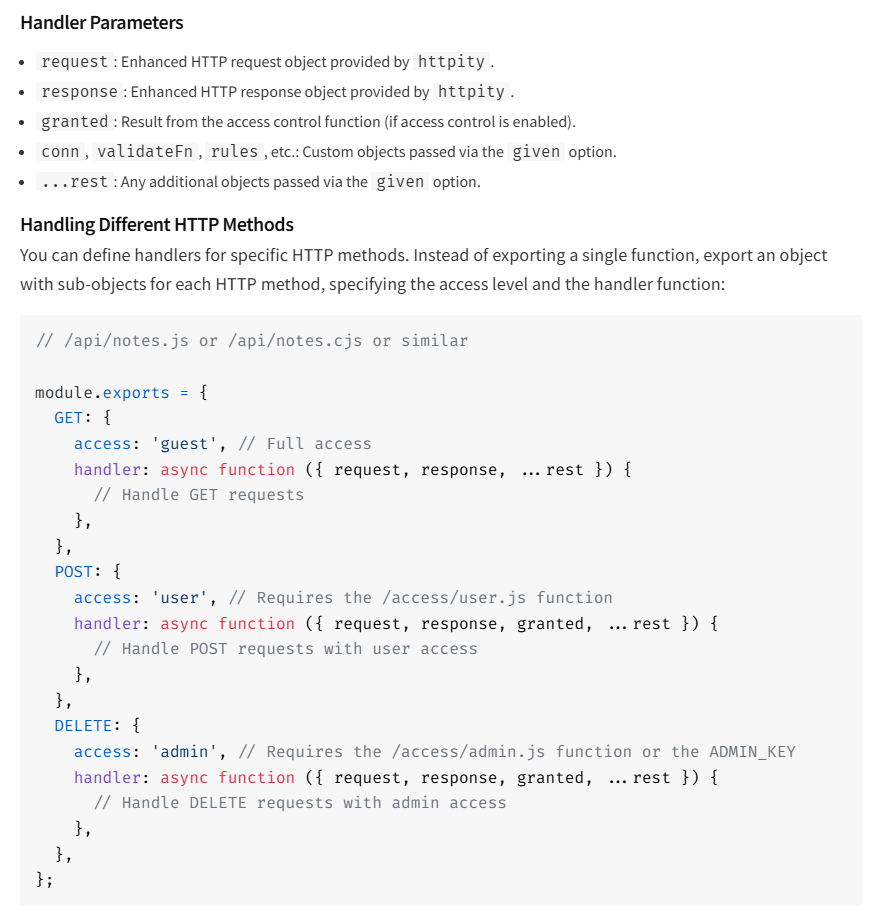 Handler Parameters
• request : Enhanced HTTP request object provided by httpity .
• response : Enhanced HTTP response object provided by httpity .
• granted : Result from the access control function (if access control is enabled).
• conn , validateFn , rules , etc.: Custom objects passed via the given option.
• ...rest : Any additional objects passed via the given option.
Handling Different HTTP Methods
You can define handlers for specific HTTP methods. Instead of exporting a single function, export an object
with sub-objects for each HTTP method, specifying the access level and the handler function:
// /api/notes.js or /api/notes.cjs or similar
module.exports = {
  GET: {
    access: 'guest', // Full access
    handler: async function ({ request, response, ...rest }) {
      // Handle GET requests
    },
  },
  POST: {
    access: 'user', // Requires the /access/user.js function
    handler: async function ({ request, response, granted, ...rest }) {
      // Handle POST requests with user access
    },
  },
  DELETE: {
    access: 'admin', // Requires the /access/admin.js function or the ADMIN_KEY
    handler: async function ({ request, response, granted, ...rest }) {
      // Handle DELETE requests with admin access
    },
  },
};